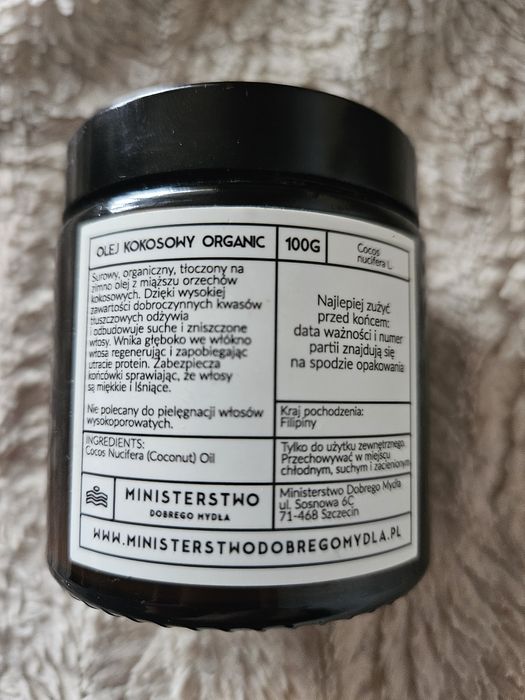 OLEJ KOKOSOWY ORGANIC
100G
Cocos
nucifera L.
Surowy, organiczny, tłoczony na
zimno olej z miąższu orzechów
kokosowych. Dzięki wysokiej
zawartości dobroczynnych kwasów
tłuszczowych odżywia
i odbudowuje suche i zniszczone
włosy. Wnika głęboko we włókno
włosa regenerując i zapobiegając
utracie protein. Zabezpiecza
końcówki sprawiając, że włosy
są miękkie i lśniące.
Nie polecany do pielęgnacji włosów
wysokoporowatych.
Najlepiej zużyć
przed końcem:
data ważności i numer
partii znajdują się
na spodzie opakowania
Kraj pochodzenia:
Filipiny
INGREDIENTS:
Cocos Nucifera (Coconut) Oil
Tylko do użytku zewnętrznego.
Przechowywać w miejscu
chłodnym, suchym i zacienionym
MINISTERSTWO
DOBREGO MYDŁA
Ministerstwo Dobrego Mydła
ul. Sosnowa 6C
71-468 Szczecin
WWW.MINISTERSTWODOBREGOMYDLA.PL